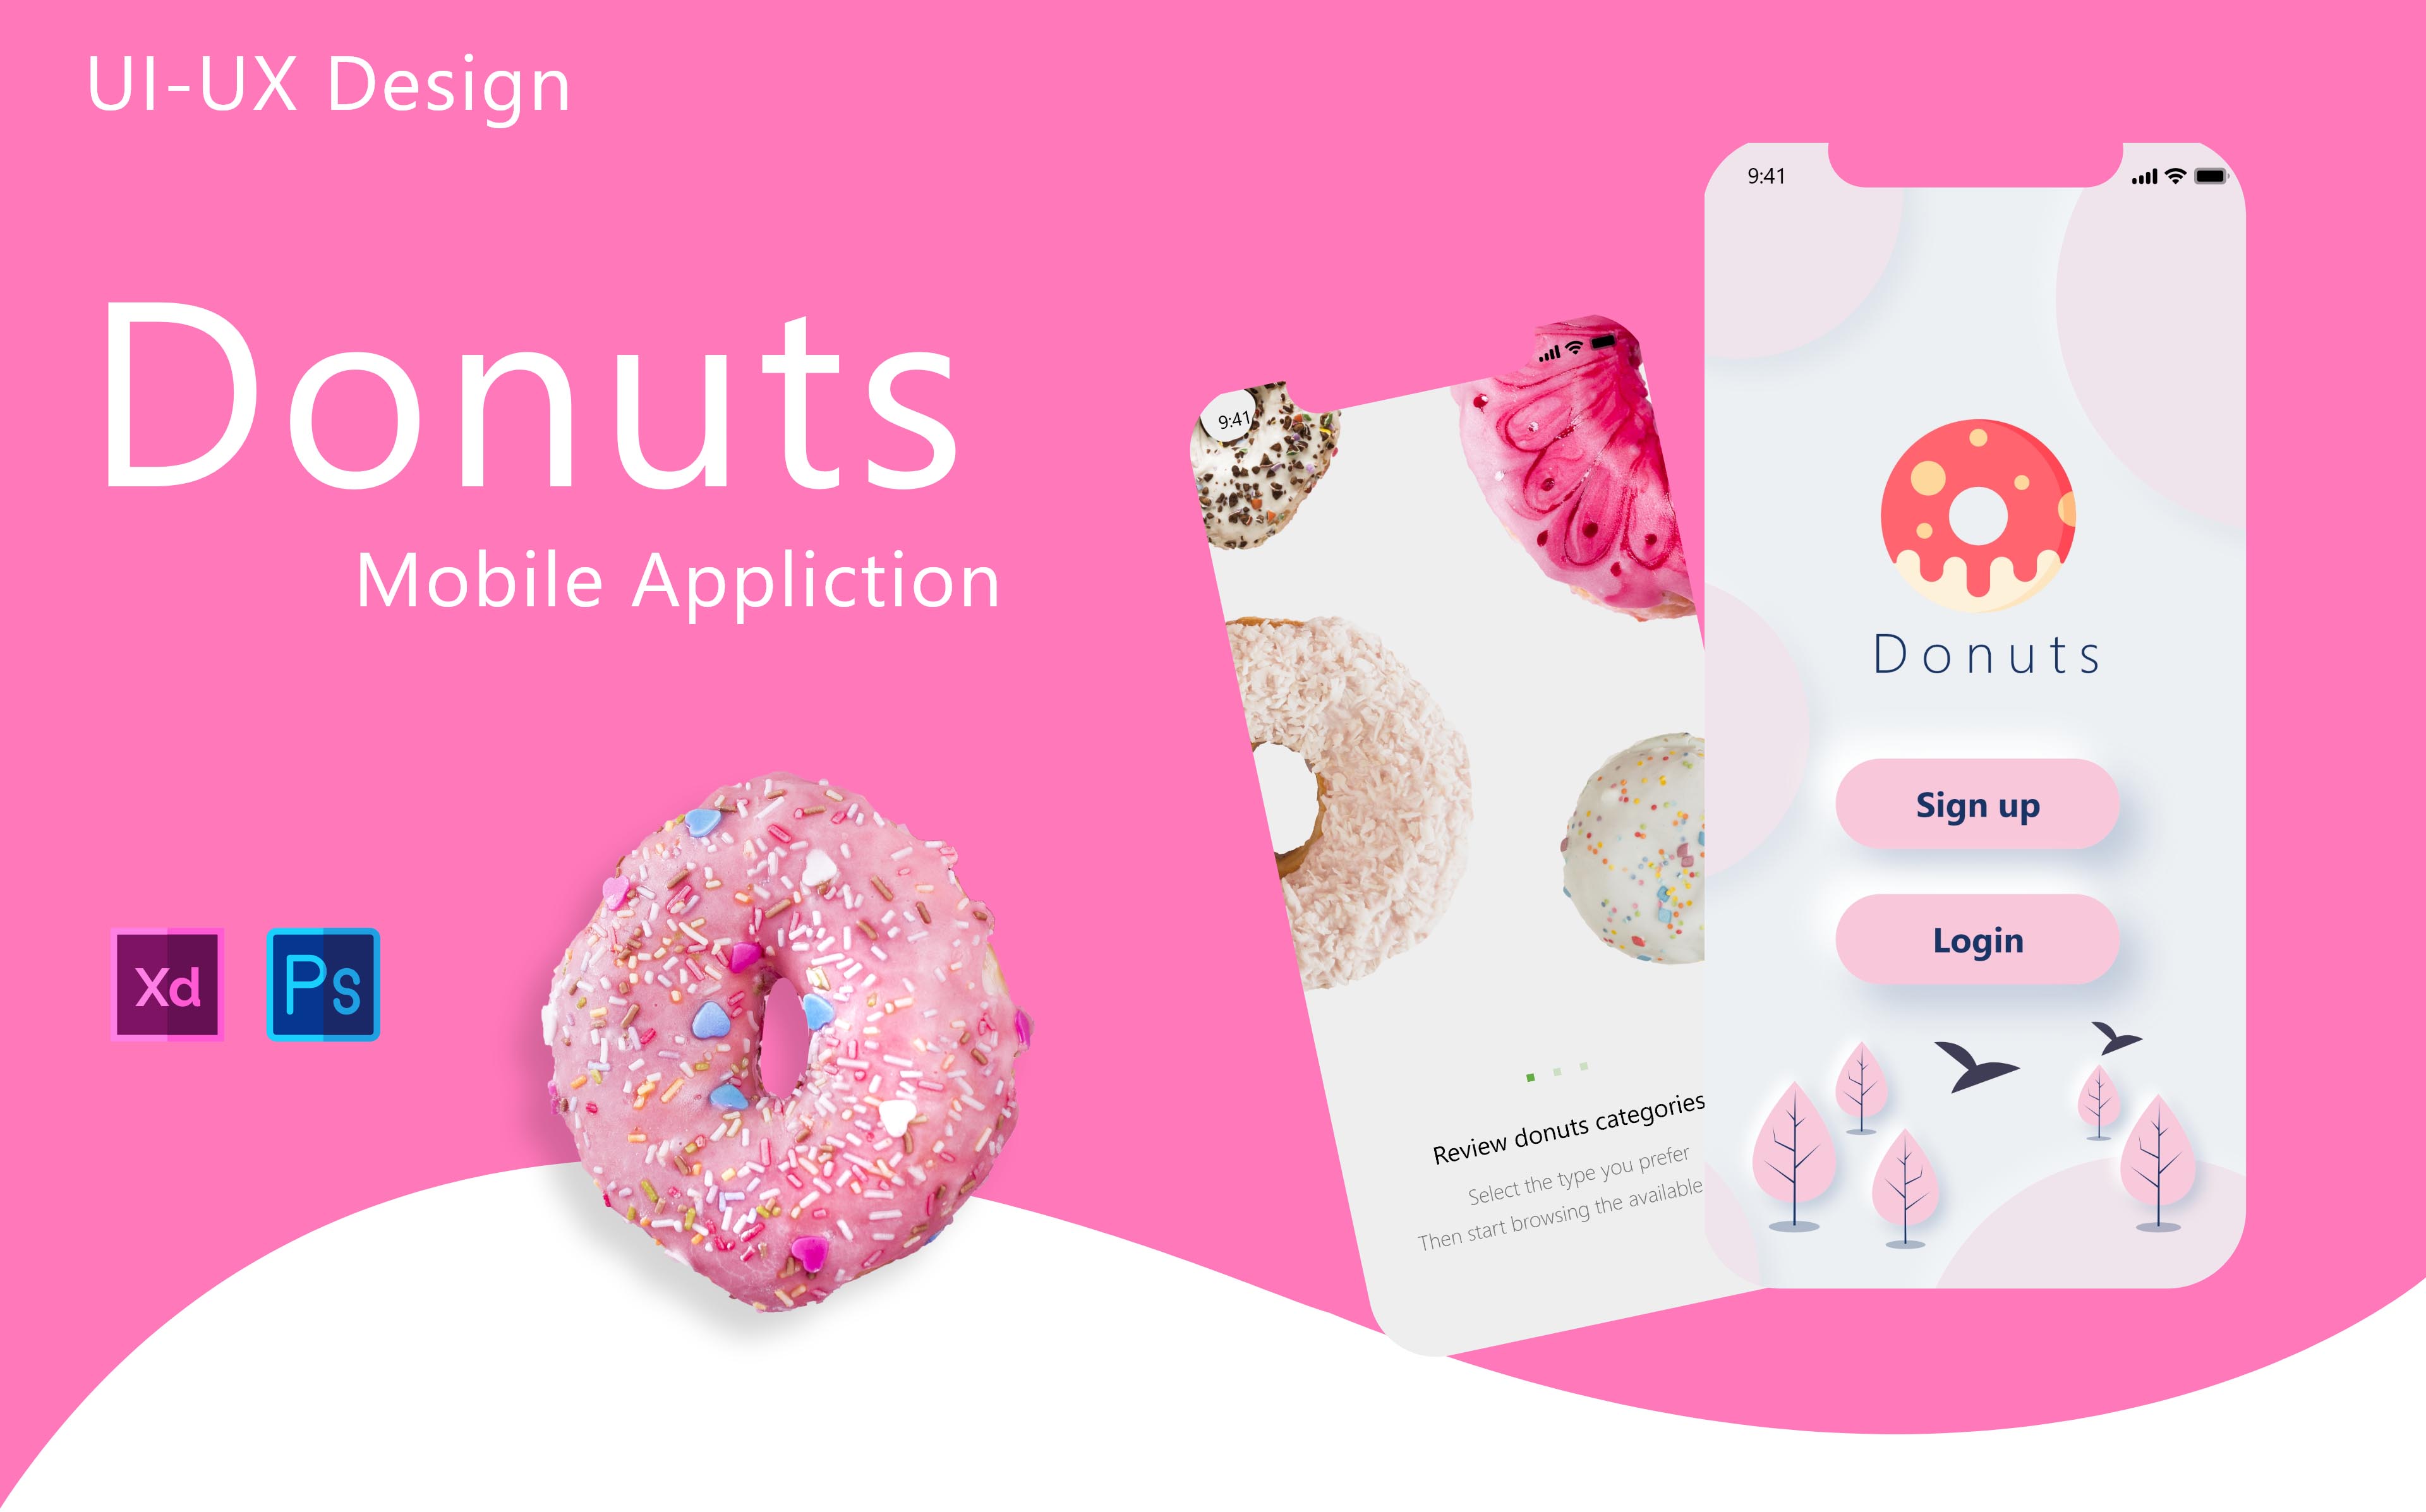 UI-UX Design
Donuts
Mobile Appliction
Xd
Ps
9:41
Review donuts categories
Select the type you prefer
Then start browsing the available
9:41
Donuts
Sign up
Login